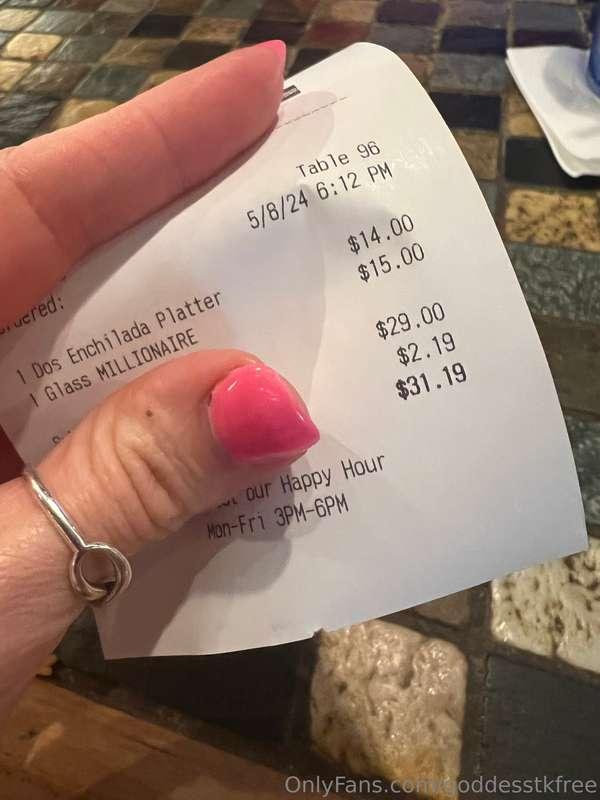 Table 96
5/8/24 6:12 PM
1 Dos Enchilada Platter $14.00
1 Glass MILLIONAIRE $15.00
$29.00
$2.19
$31.19
our Happy Hour
Mon-Fri 3PM-6PM
OnlyFans.com/goddesstkfree